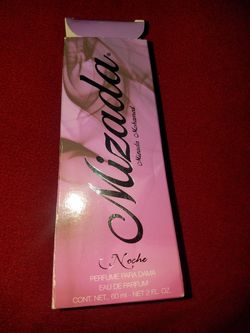 Mizada
Mizada Mohamed
Noche
PERFUME PARA DAMA
EAU DE PARFUM
CONT. NET. 60 ml - NET 2 FL. OZ.